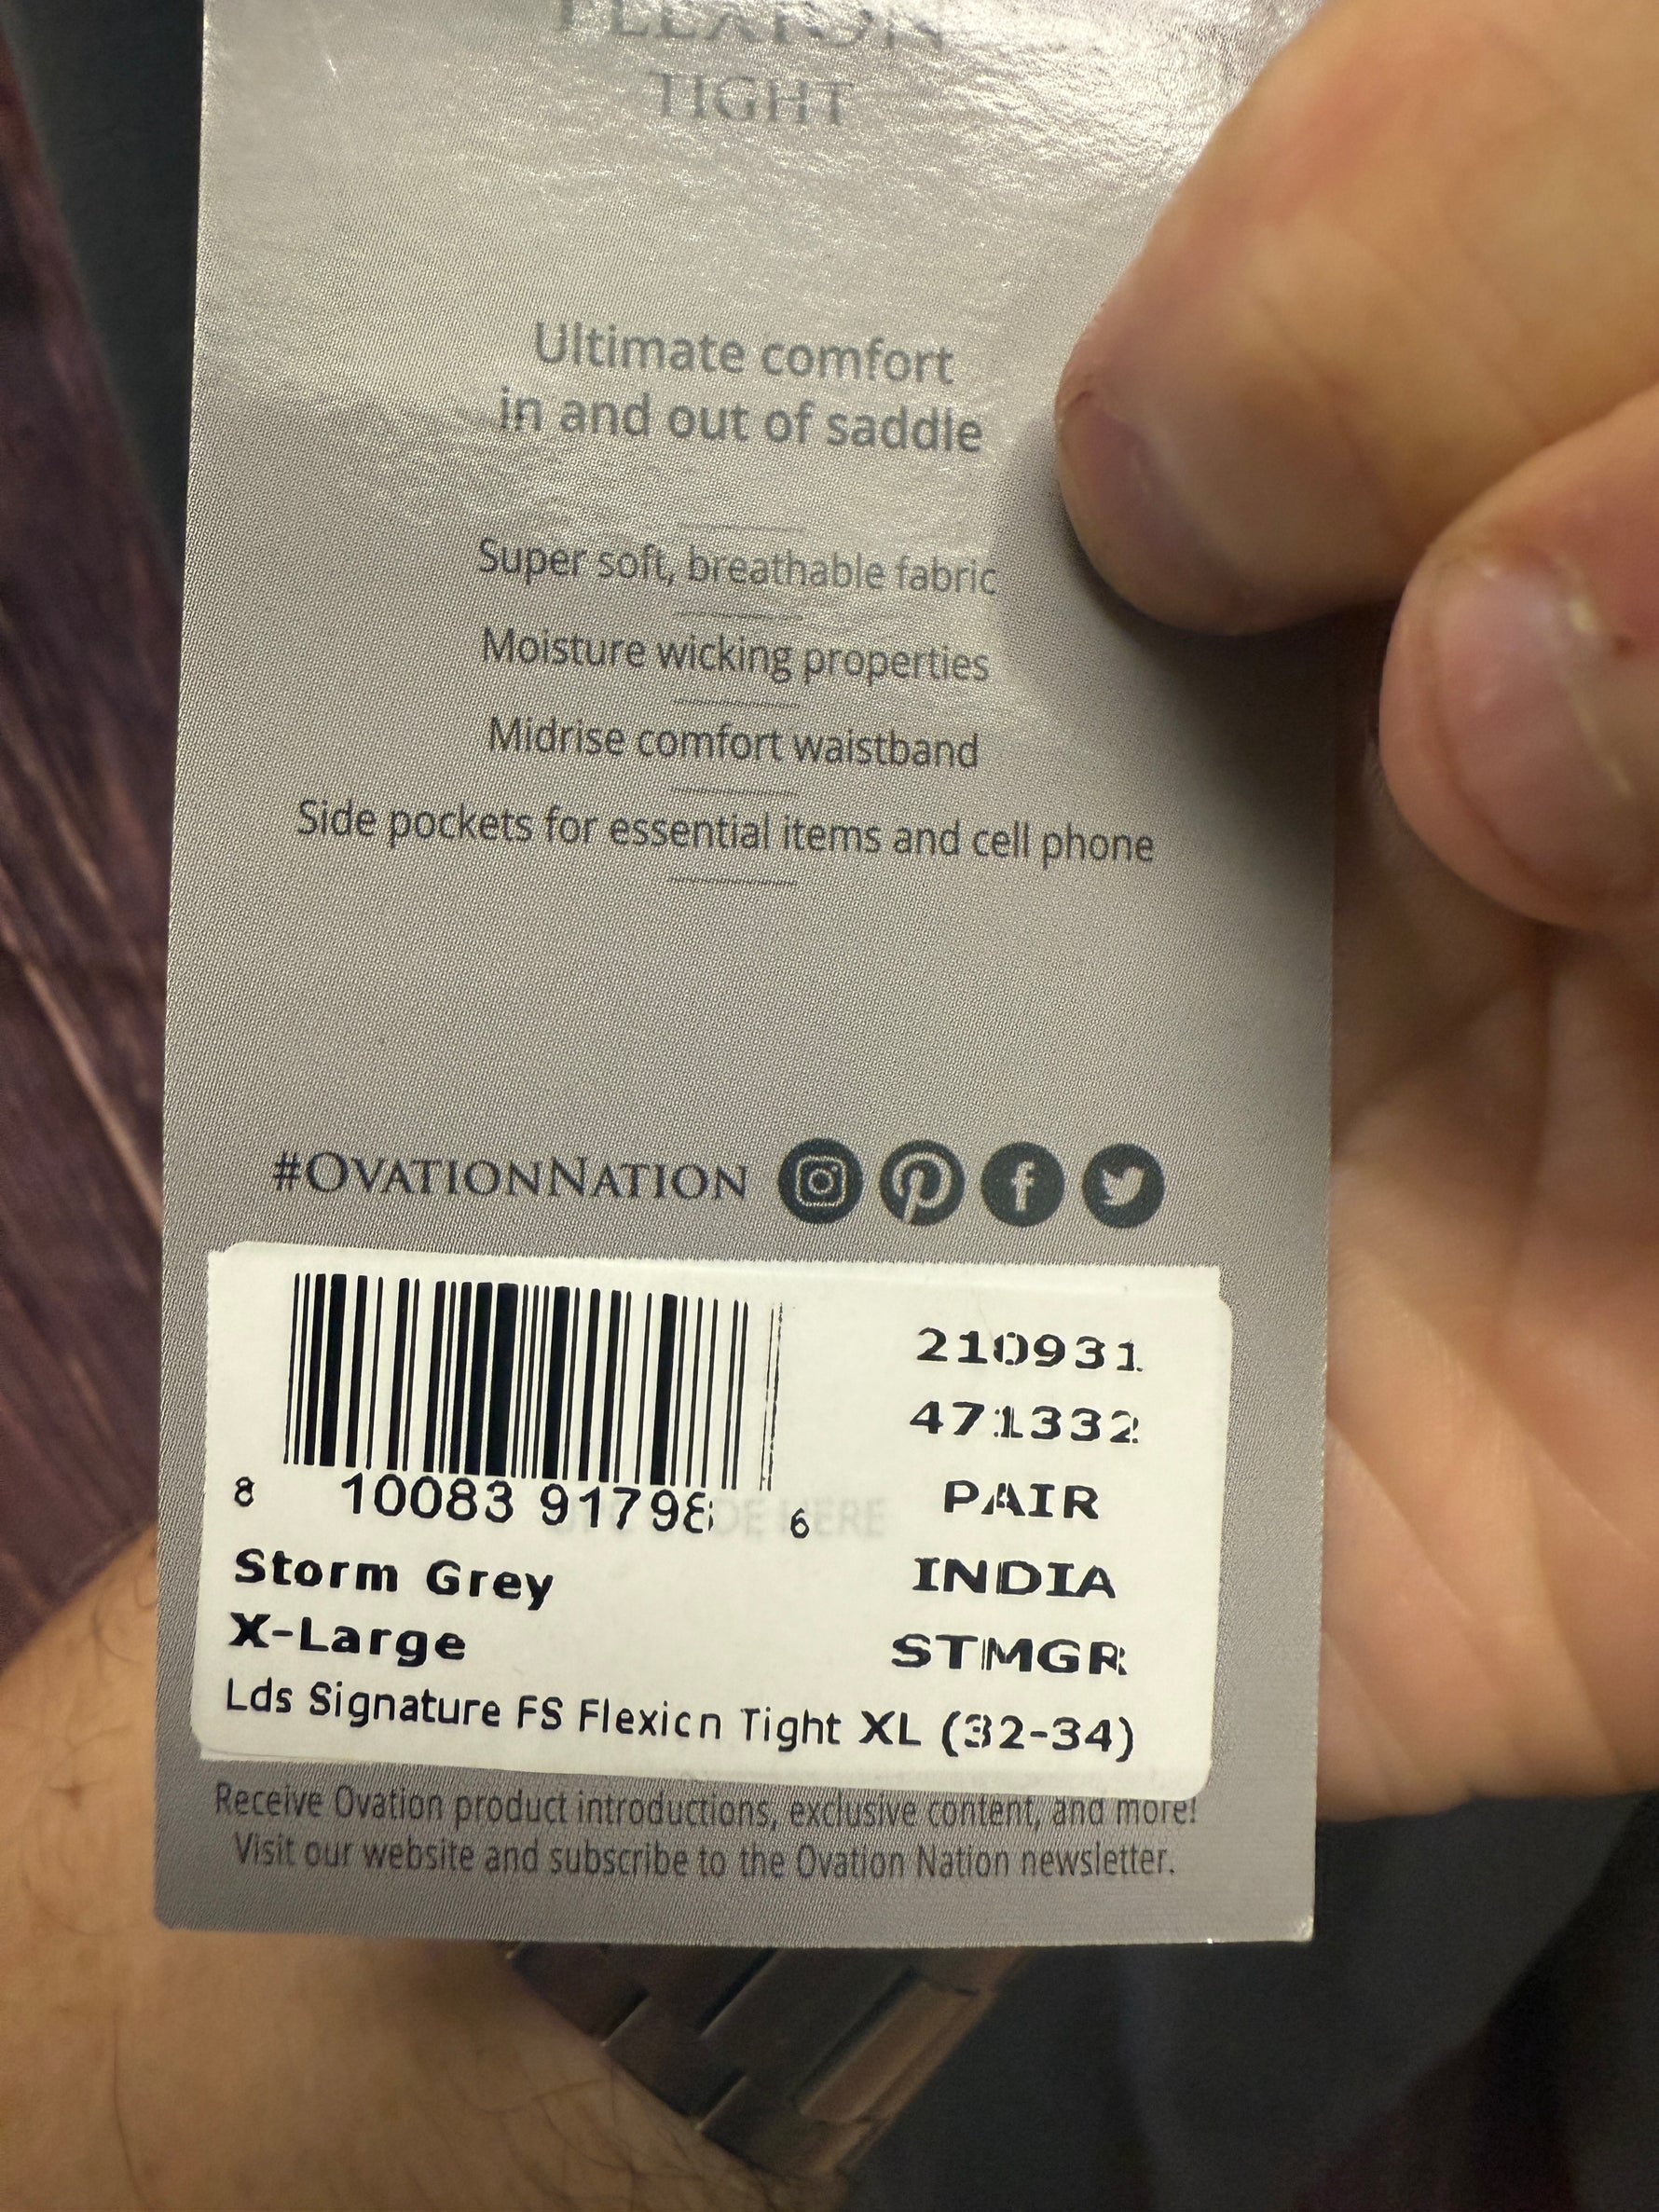 FLEXION
TIGHT
Ultimate comfort
in and out of saddle
Super soft, breathable fabric
Moisture wicking properties
Midrise comfort waistband
Side pockets for essential items and cell phone
#OVATIONNATION
8 10083 91798 6
Storm Grey
X-Large
210931
471332
PAIR
INDIA
STMGR
Lds Signature FS Flexion Tight XL (32-34)
Receive Ovation product introductions, exclusive content, and more!
Visit our website and subscribe to the Ovation Nation newsletter.